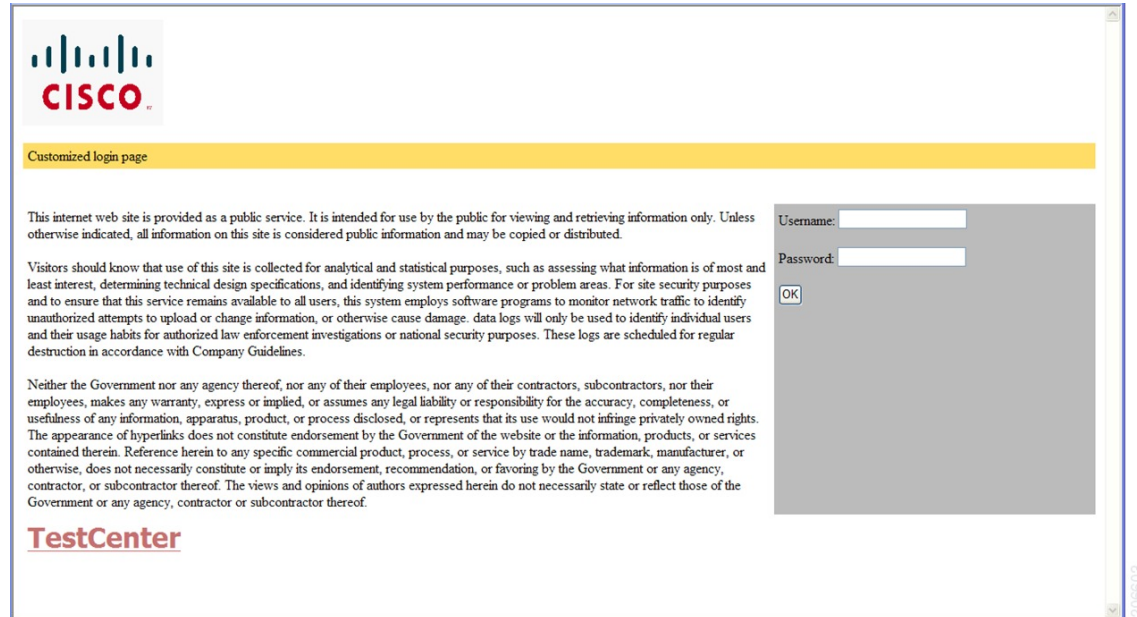 CISCO
Customized login page
This internet web site is provided as a public service. It is intended for use by the public for viewing and retrieving information only. Unless
otherwise indicated, all information on this site is considered public information and may be copied or distributed.
Username:
Password:
OK
Visitors should know that use of this site is collected for analytical and statistical purposes, such as assessing what information is of most and
least interest, determining technical design specifications, and identifying system performance or problem areas. For site security purposes
and to ensure that this service remains available to all users, this system employs software programs to monitor network traffic to identify
unauthorized attempts to upload or change information, or otherwise cause damage. data logs will only be used to identify individual users
and their usage habits for authorized law enforcement investigations or national security purposes. These logs are scheduled for regular
destruction in accordance with Company Guidelines.
Neither the Government nor any agency thereof, nor any of their employees, nor any of their contractors, subcontractors, nor their
employees, makes any warranty, express or implied, or assumes any legal liability or responsibility for the accuracy, completeness, or
usefulness of any information, apparatus, product, or process disclosed, or represents that its use would not infringe privately owned rights.
The appearance of hyperlinks does not constitute endorsement by the Government of the website or the information, products, or services
contained therein. Reference herein to any specific commercial product, process, or service by trade name, trademark, manufacturer, or
otherwise, does not necessarily constitute or imply its endorsement, recommendation, or favoring by the Government or any agency,
contractor, or subcontractor thereof. The views and opinions of authors expressed herein do not necessarily state or reflect those of the
Government or any agency, contractor or subcontractor thereof.
TestCenter